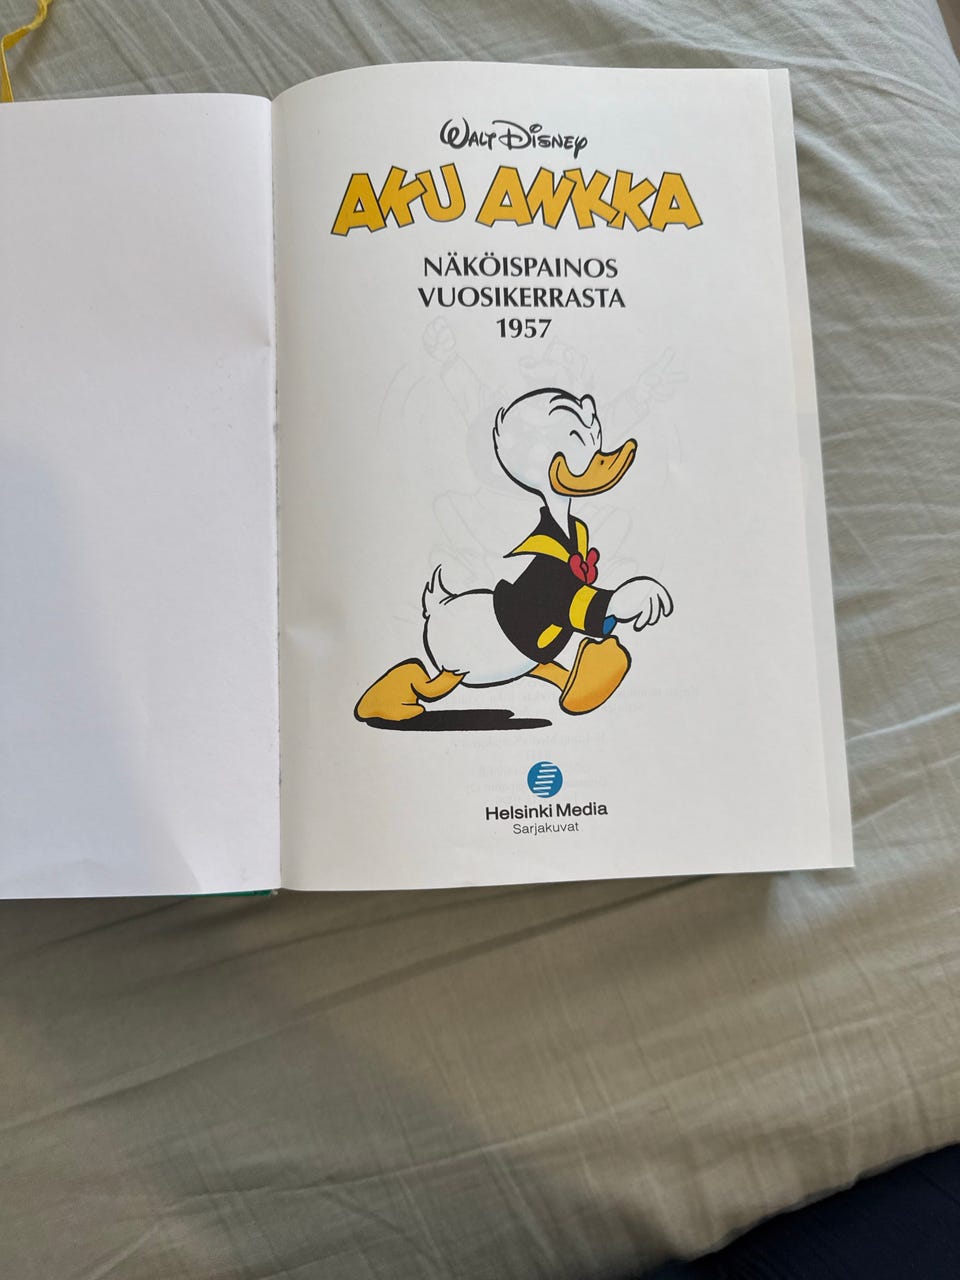 WALT DISNEY
AKU ANKKA
NÄKÖISPAINOS
VUOSIKERRASTA
1957
Helsinki Media
Sarjakuvat